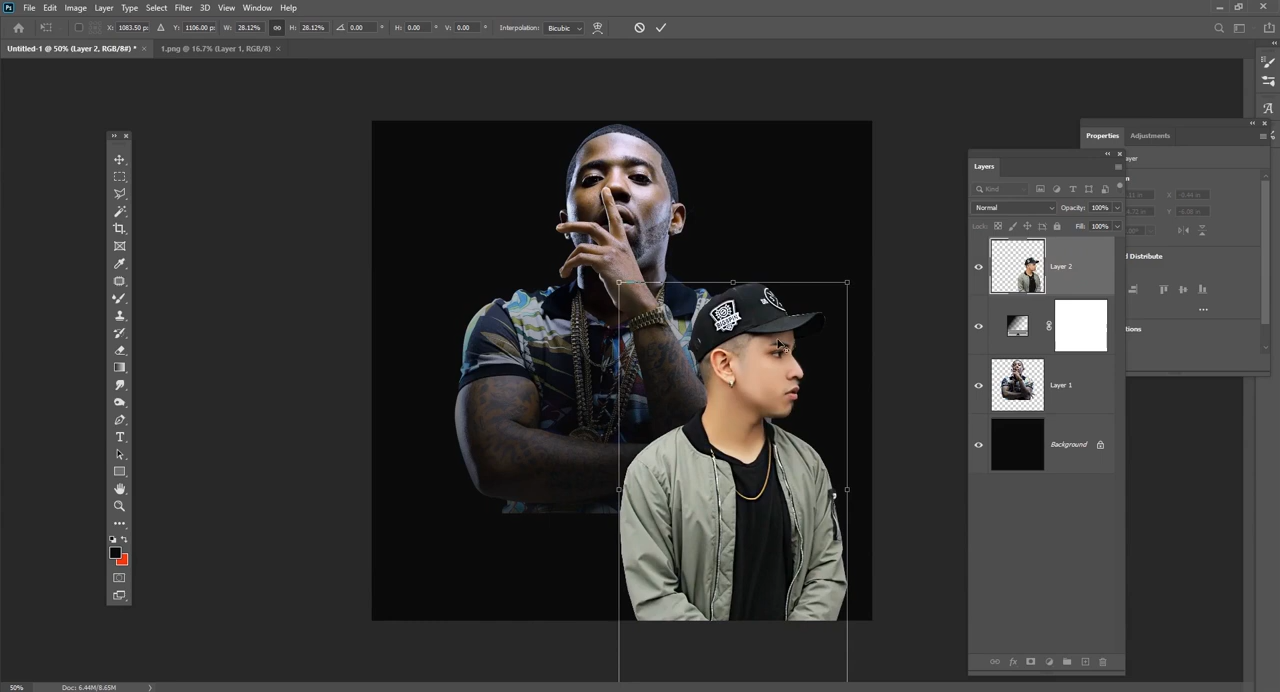 Ps File Edit Image Layer Type Select Filter 3D View Window Help
X: 1083.50 px Y: 1106.00 px W: 28.12% H: 28.12% 0.00 ° H: 0.00 ° V: 0.00 ° Interpolation: Bicubic
Untitled-1 @ 50% (Layer 2, RGB/8#) * × 1.png @ 16.7% (Layer 1, RGB/8) ×
Properties Adjustments
ayer
Layers
Kind
Normal Opacity: 100%
Lock: Fill: 100%
Layer 2
d Distribute
Layer 1
Background
50% Doc: 6.44M/8.65M